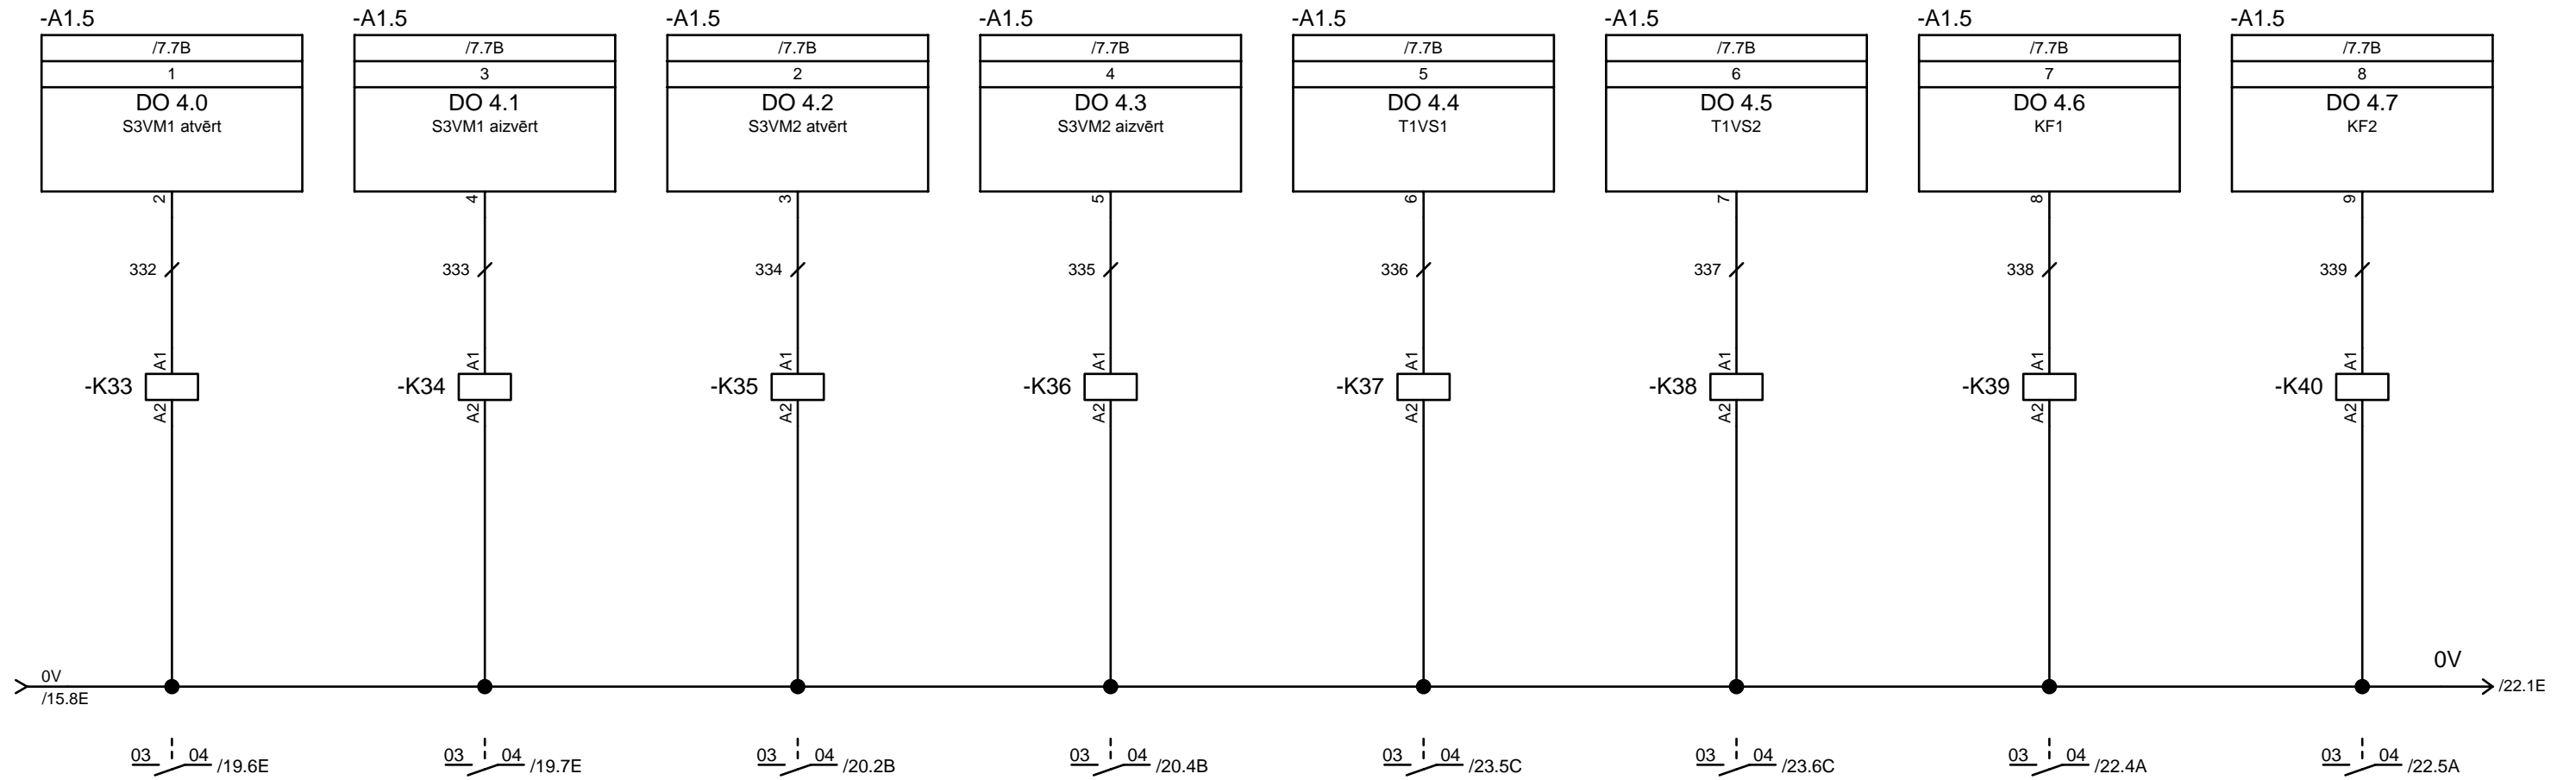 -A1.5 -A1.5 -A1.5 -A1.5 -A1.5 -A1.5 -A1.5 -A1.5
/7.7B /7.7B /7.7B /7.7B /7.7B /7.7B /7.7B /7.7B
1 3 2 4 5 6 7 8
DO 4.0 DO 4.1 DO 4.2 DO 4.3 DO 4.4 DO 4.5 DO 4.6 DO 4.7
S3VM1 atvērt S3VM1 aizvērt S3VM2 atvērt S3VM2 aizvērt T1VS1 T1VS2 KF1 KF2
2 4 3 5 6 7 8 9
332 333 334 335 336 337 338 339
A1 A1 A1 A1 A1 A1 A1 A1
-K33 -K34 -K35 -K36 -K37 -K38 -K39 -K40
A2 A2 A2 A2 A2 A2 A2 A2
0V 0V
/15.8E /22.1E
03 04 /19.6E 03 04 /19.7E 03 04 /20.2B 03 04 /20.4B 03 04 /23.5C 03 04 /23.6C 03 04 /22.4A 03 04 /22.5A